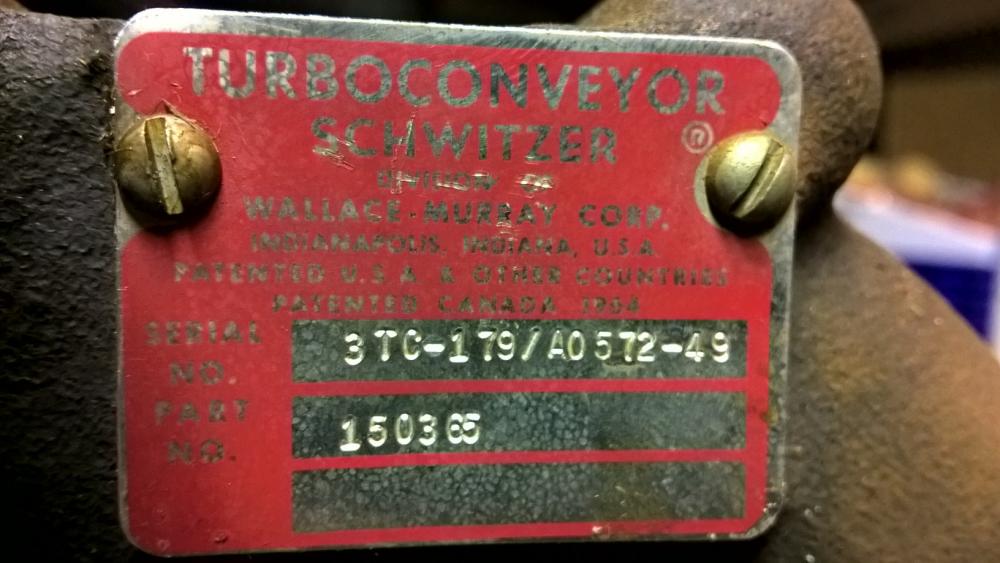 TURBOCONVEYOR
SCHWITZER ®
DIVISION OF
WALLACE-MURRAY CORP.
INDIANAPOLIS, INDIANA, U.S.A.
PATENTED U.S.A. & OTHER COUNTRIES
PATENTED CANADA 1954
SERIAL NO. 3TC-179/A0572-49
PART NO. 150365